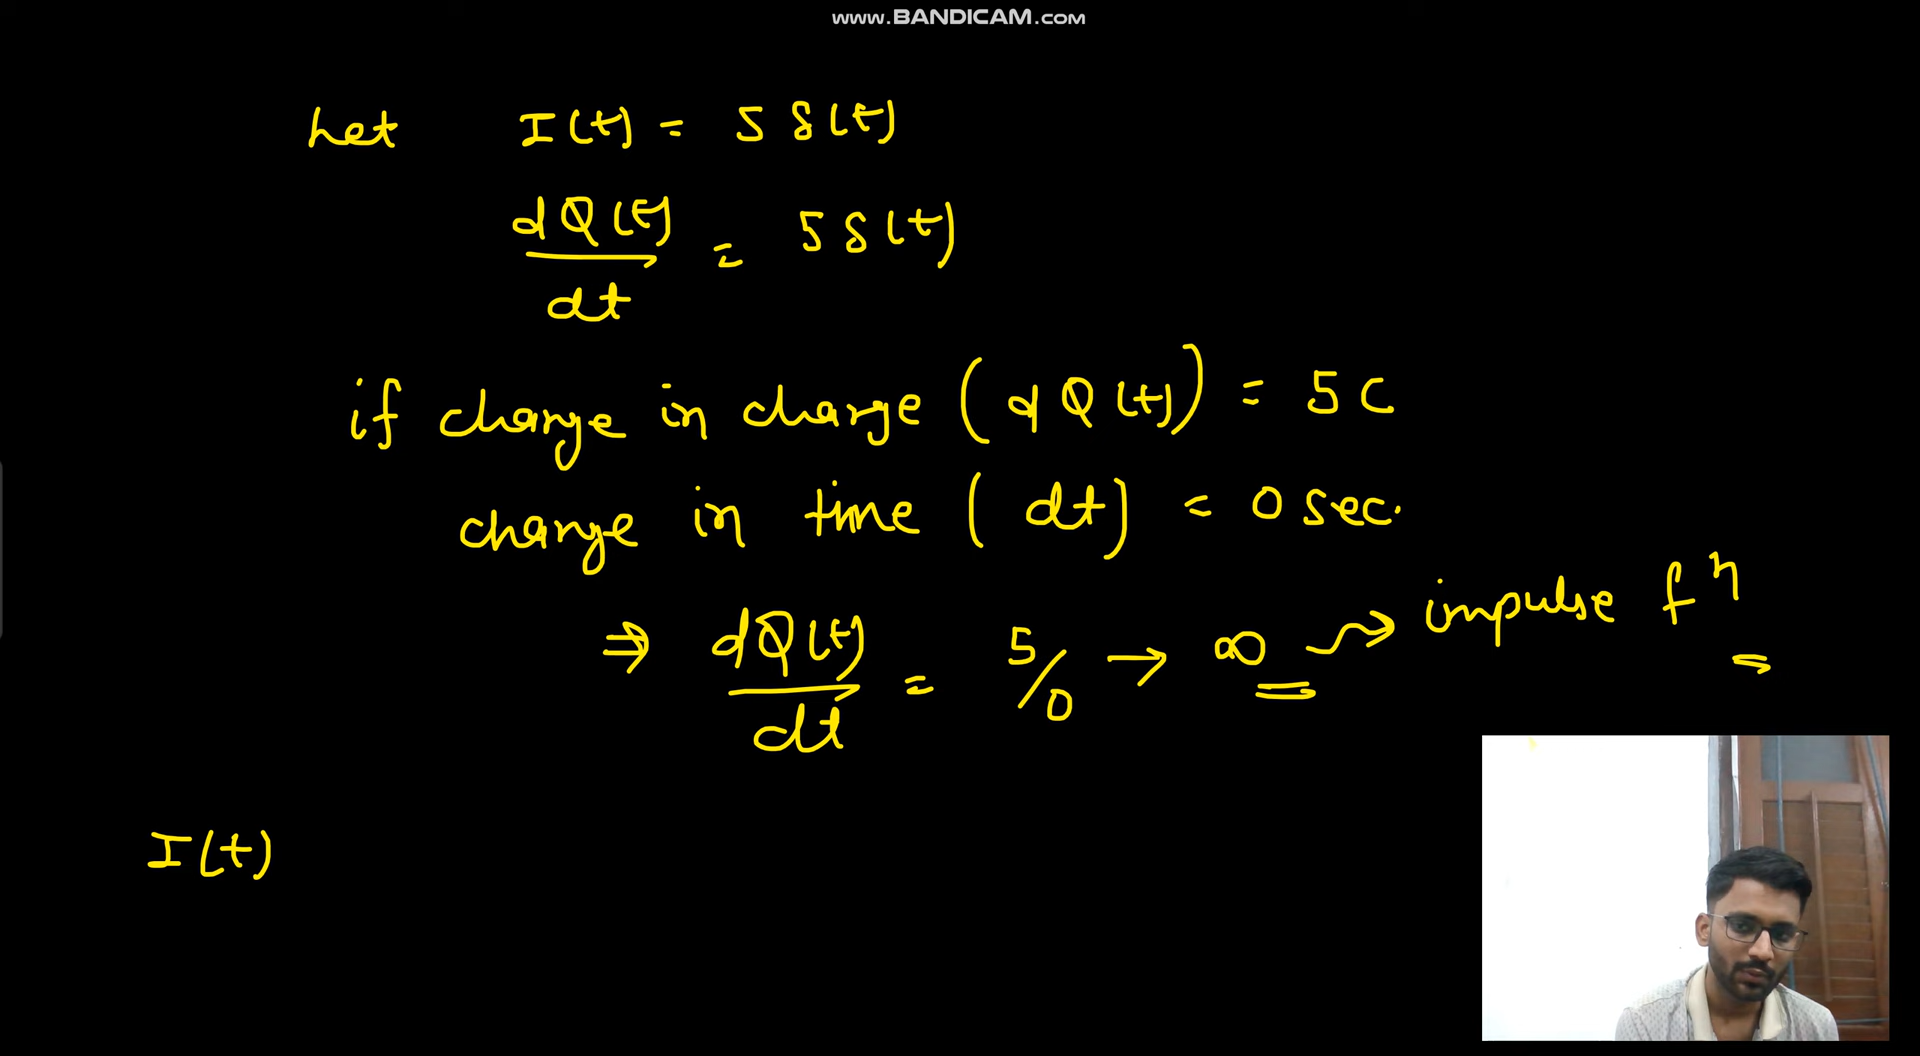 www.BANDICAM.com
Let I(t) = 5 δ(t)
dQ(t)/dt = 5 δ(t)
if change in charge (dQ(t)) = 5 C
change in time (dt) = 0 sec.
⇒ dQ(t)/dt = 5/0 → ∞ ⇝ impulse fⁿ
I(t)